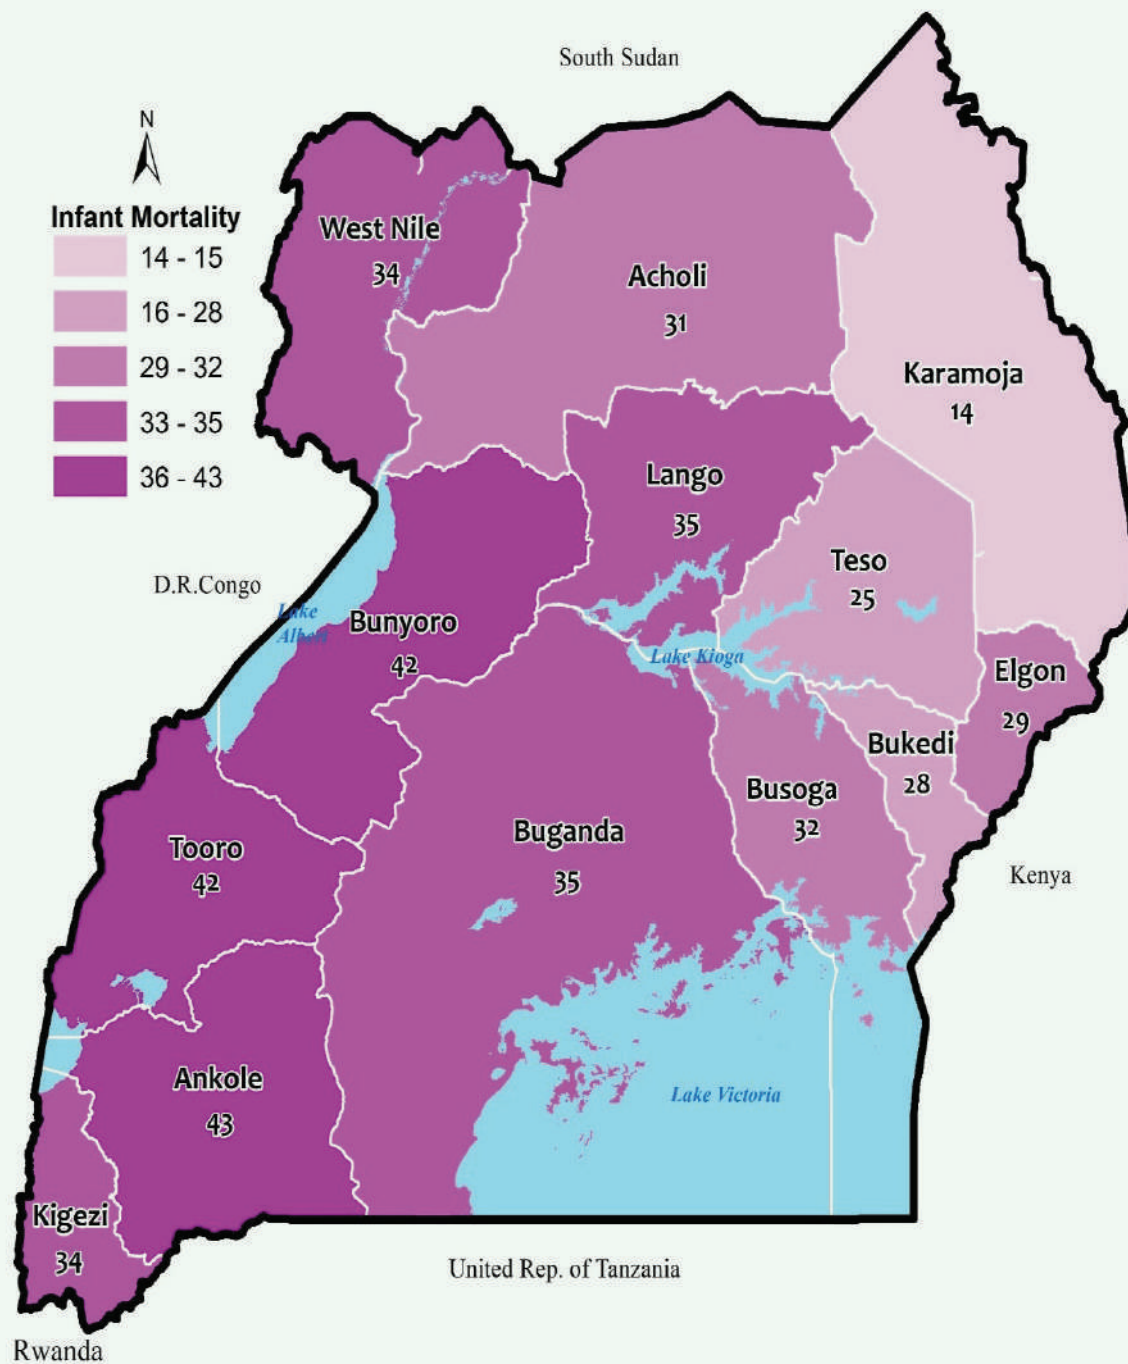 South Sudan
N
Infant Mortality
14 - 15
16 - 28
29 - 32
33 - 35
36 - 43
West Nile
34
Acholi
31
Karamoja
14
Lango
35
Teso
25
D.R.Congo
Lake
Albert
Bunyoro
42
Lake Kioga
Elgon
29
Bukedi
28
Busoga
32
Buganda
35
Tooro
42
Kenya
Ankole
43
Lake Victoria
Kigezi
34
United Rep. of Tanzania
Rwanda